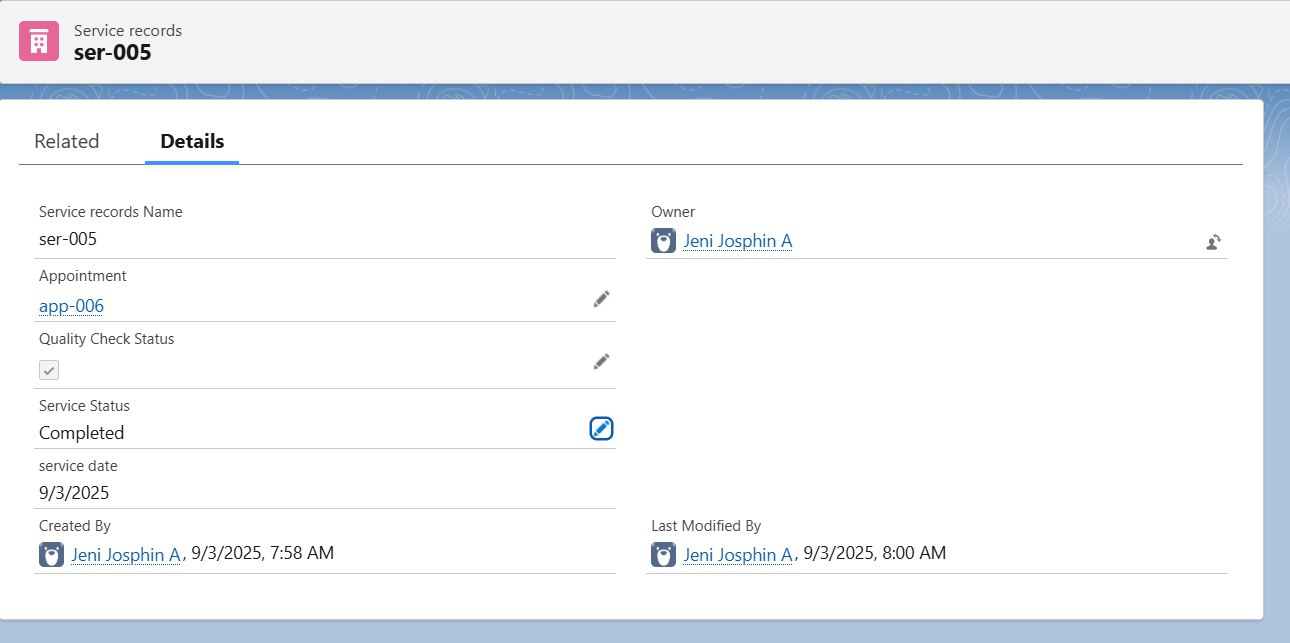 Service records
ser-005
Related
Details
Service records Name
ser-005
Owner
Jeni Josphin A
Appointment
app-006
Quality Check Status
Service Status
Completed
service date
9/3/2025
Created By
Jeni Josphin A, 9/3/2025, 7:58 AM
Last Modified By
Jeni Josphin A, 9/3/2025, 8:00 AM